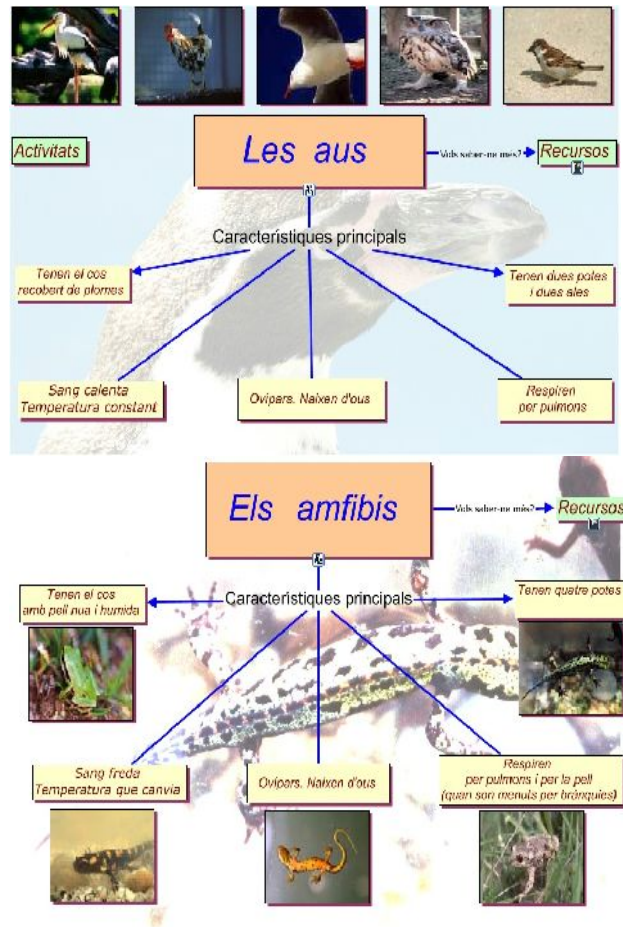 Activitats
Les aus
Vols saber-ne més?
Recursos
Característiques principals
Tenen el cos
recobert de plomes
Tenen dues potes
i dues ales
Sang calenta
Temperatura constant
Ovipars. Naixen d'ous
Respiren
per pulmons
Els amfibis
Vols saber-ne més?
Recursos
Característiques principals
Tenen el cos
amb pell nua i humida
Tenen quatre potes
Sang freda
Temperatura que canvia
Ovipars. Naixen d'ous
Respiren
per pulmons i per la pell
(quan son menuts per brànquies)